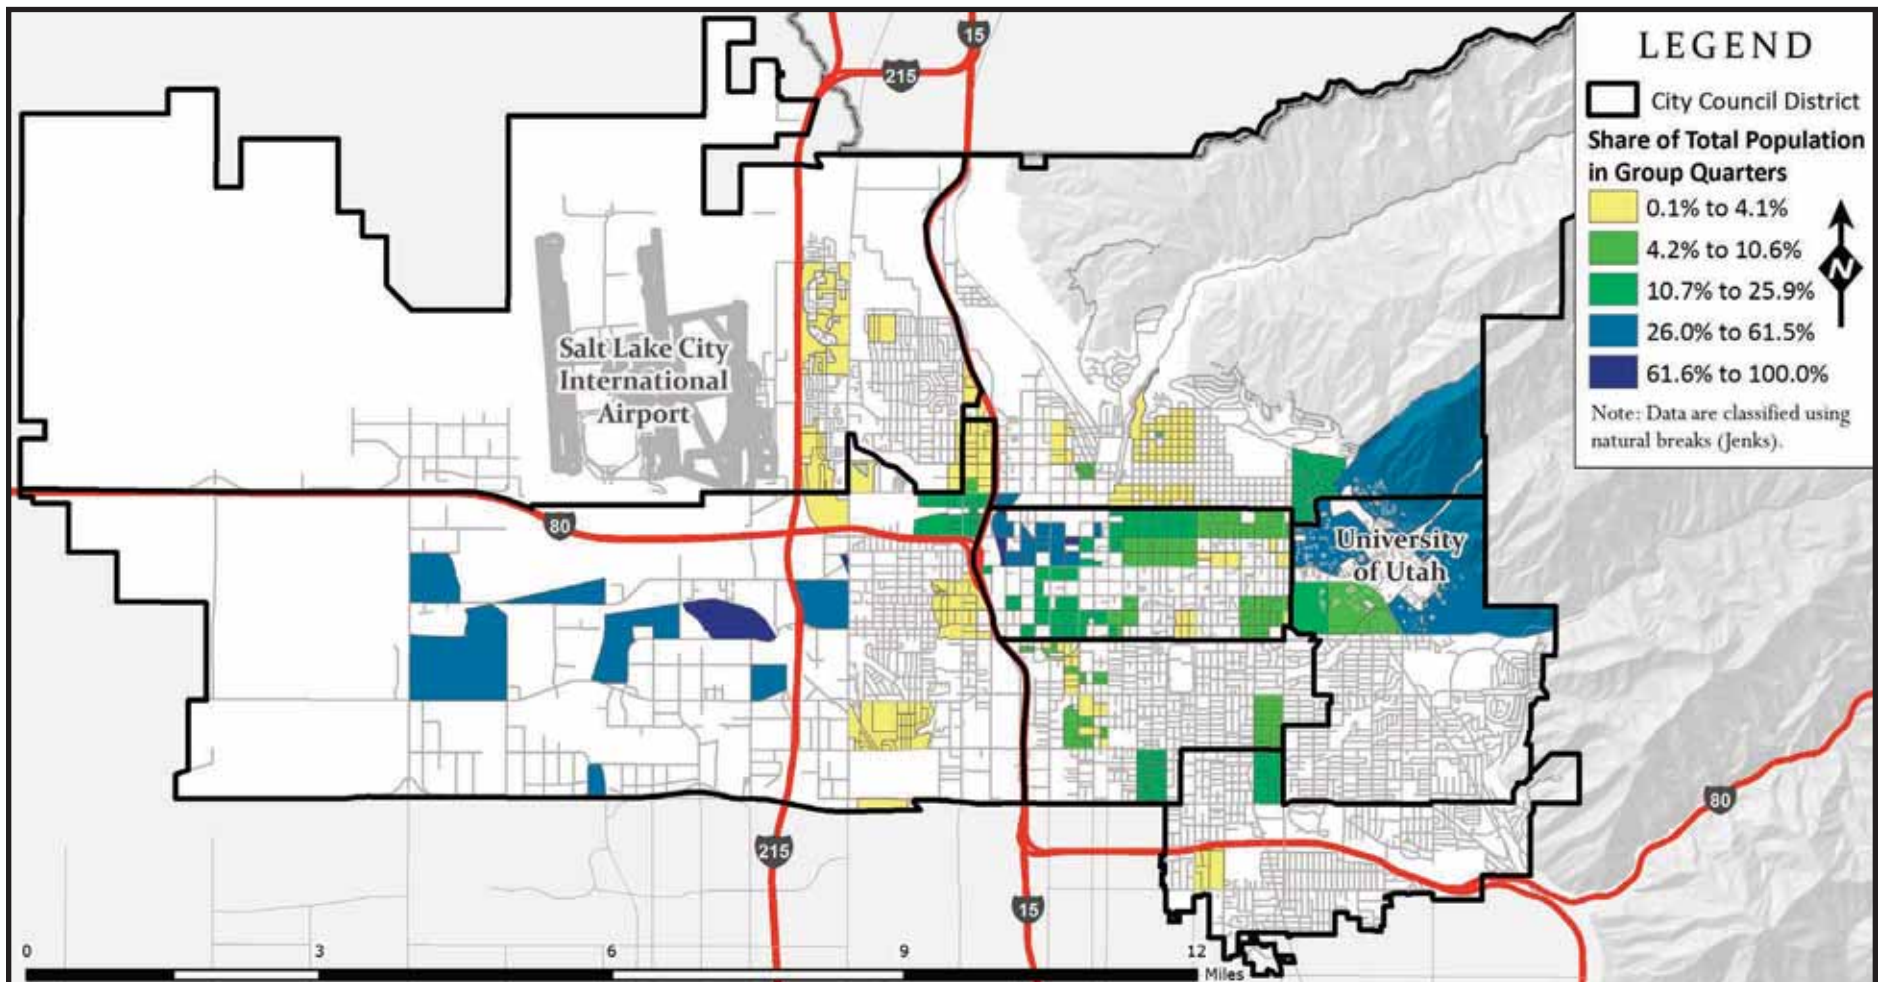 LEGEND
City Council District
Share of Total Population
in Group Quarters
0.1% to 4.1%
4.2% to 10.6%
10.7% to 25.9%
26.0% to 61.5%
61.6% to 100.0%
Note: Data are classified using
natural breaks (Jenks).
N
15
215
Salt Lake City
International
Airport
80
University
of Utah
80
215
15
0 3 6 9 12
Miles